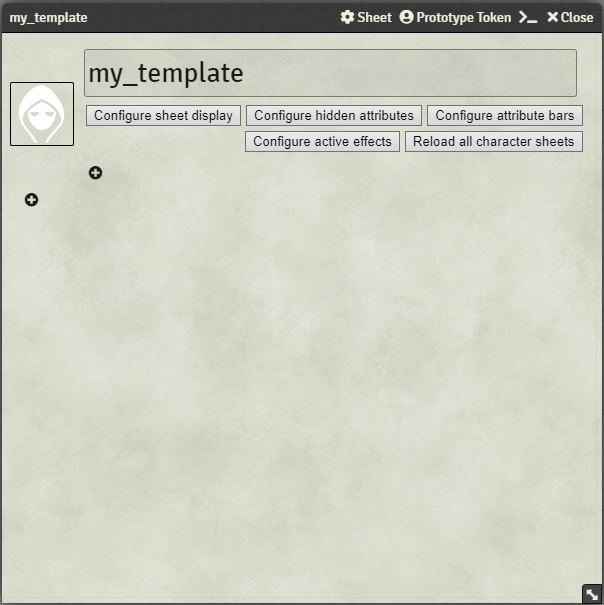 my_template Sheet Prototype Token Close
my_template
Configure sheet display Configure hidden attributes Configure attribute bars
Configure active effects Reload all character sheets